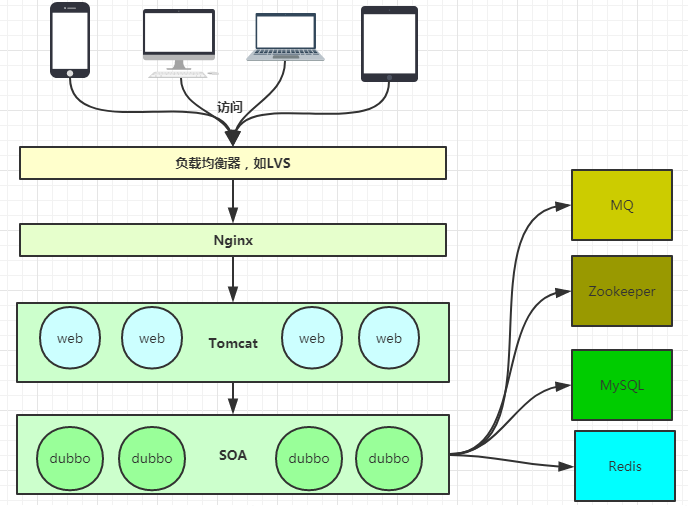 访问
负载均衡器，如LVS
Nginx
web
web
Tomcat
web
web
dubbo
dubbo
SOA
dubbo
dubbo
MQ
Zookeeper
MySQL
Redis